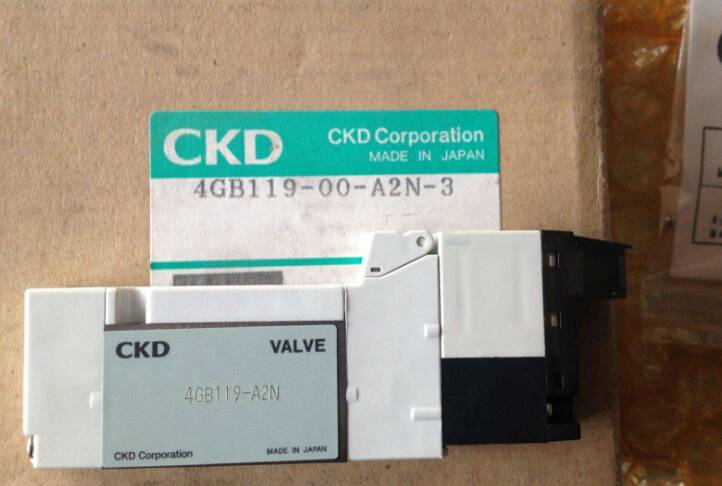 CKD CKD Corporation
MADE IN JAPAN
4GB119-00-A2N-3
CKD VALVE
4GB119-A2N
CKD Corporation MADE IN JAPAN